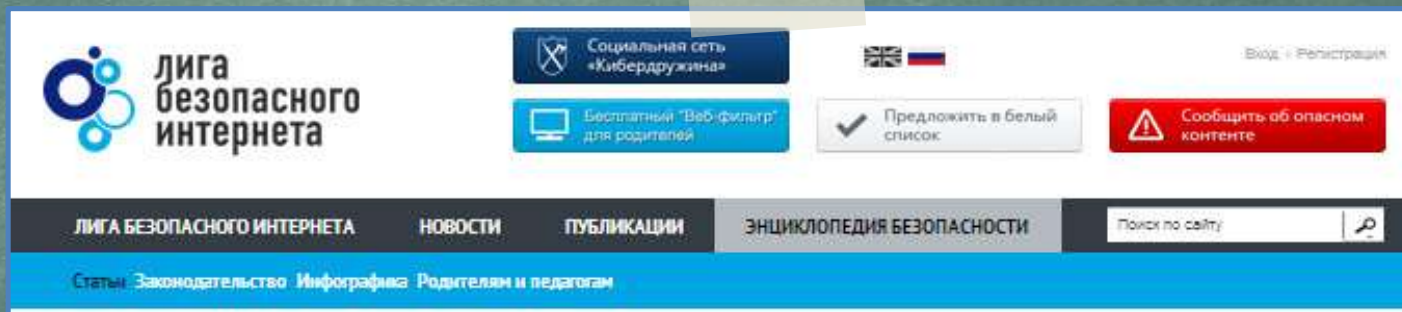 лига
безопасного
интернета
Социальная сеть
«Кибердружина»
Бесплатный "Веб-фильтр"
для родителей
Предложить в белый
список
Вход - Регистрация
Сообщить об опасном
контенте
ЛИГА БЕЗОПАСНОГО ИНТЕРНЕТА НОВОСТИ ПУБЛИКАЦИИ ЭНЦИКЛОПЕДИЯ БЕЗОПАСНОСТИ Поиск по сайту
Статьи Законодательство Инфографика Родителям и педагогам